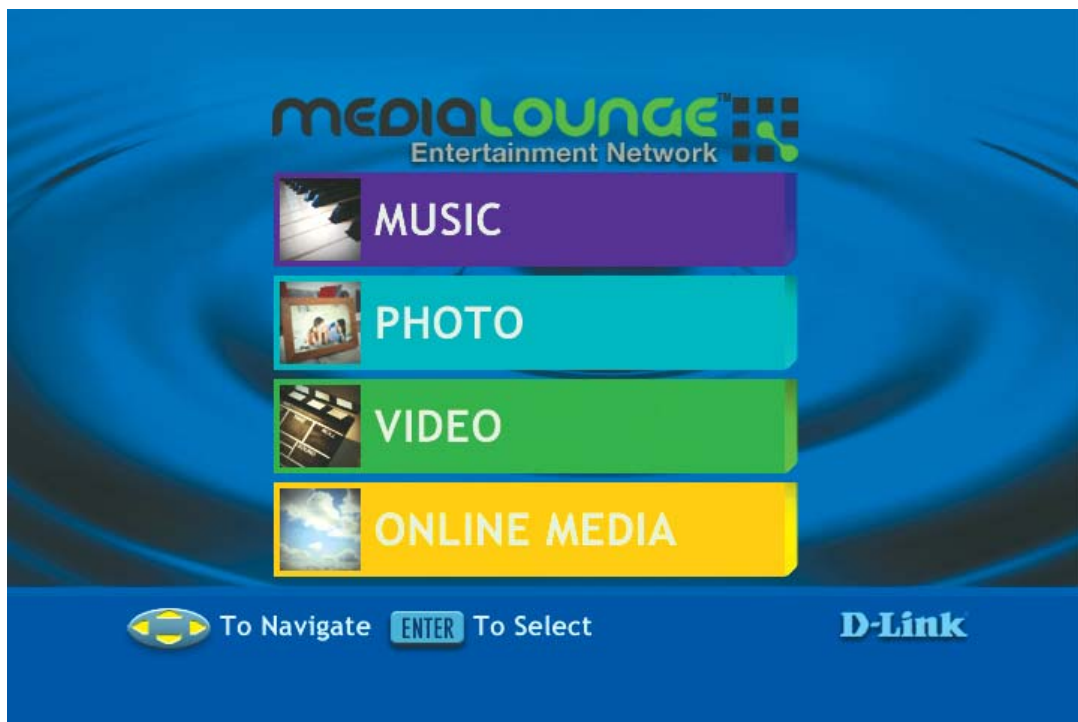 MEDIALOUNGE™
Entertainment Network
MUSIC
PHOTO
VIDEO
ONLINE MEDIA
To Navigate ENTER To Select
D-Link